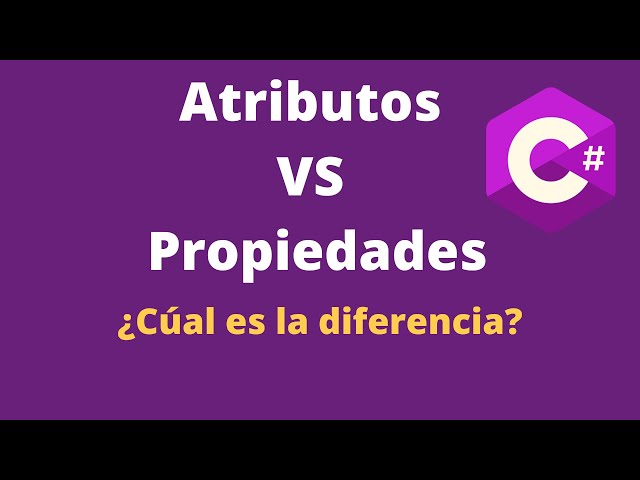 Atributos
VS
Propiedades
¿Cúal es la diferencia?
C#